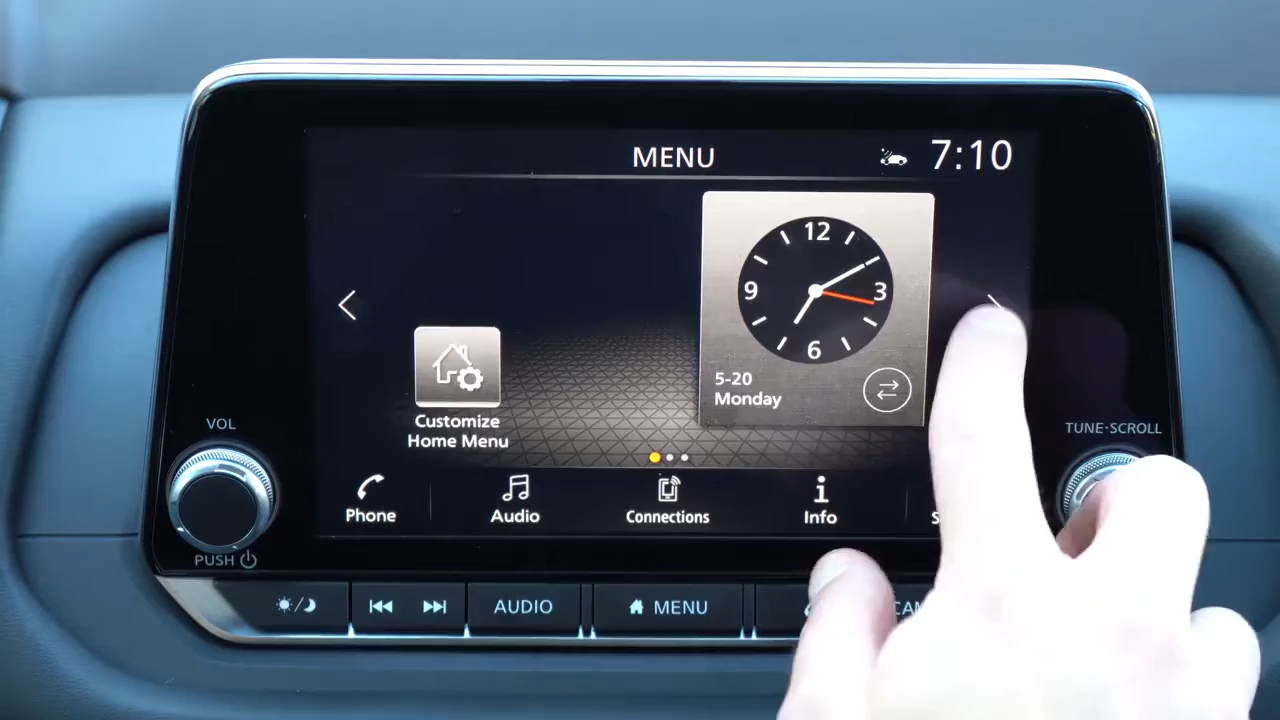 MENU
7:10
12
9
3
6
5-20
Monday
Customize
Home Menu
VOL
TUNE·SCROLL
Phone
Audio
Connections
Info
PUSH
AUDIO
MENU